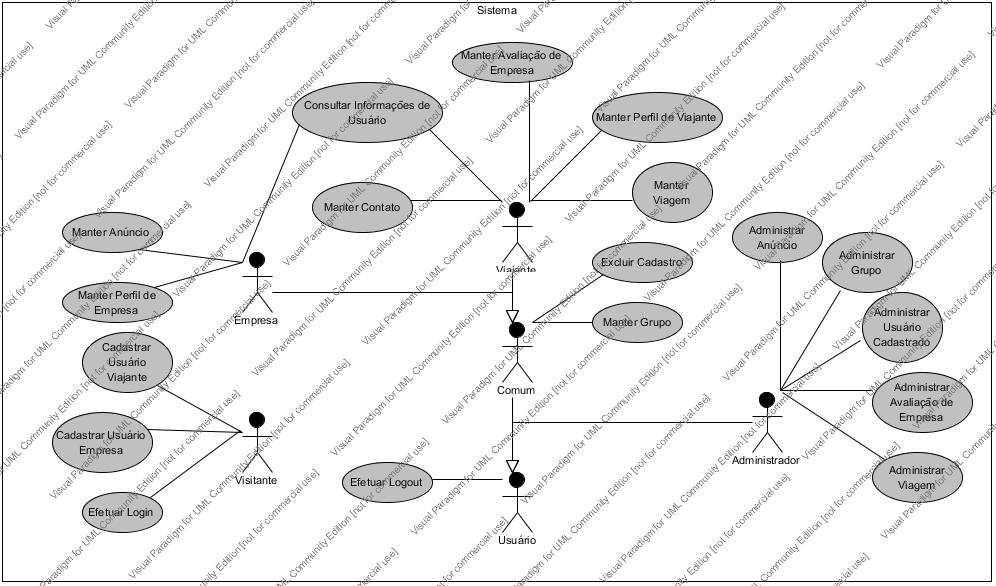 Sistema
Manter Avaliação de
Empresa
Consultar Informações de
Usuário
Manter Perfil de Viajante
Manter Contato
Manter
Viagem
Viajante
Manter Anúncio
Manter Perfil de
Empresa
Empresa
Excluir Cadastro
Manter Grupo
Comum
Administrar
Anúncio
Administrar
Grupo
Administrar
Usuário
Cadastrado
Administrar
Avaliação de
Empresa
Administrar
Viagem
Administrador
Cadastrar
Usuário
Viajante
Cadastrar Usuário
Empresa
Efetuar Login
Visitante
Efetuar Logout
Usuário
Visual Paradigm for UML Community Edition [not for commercial use]